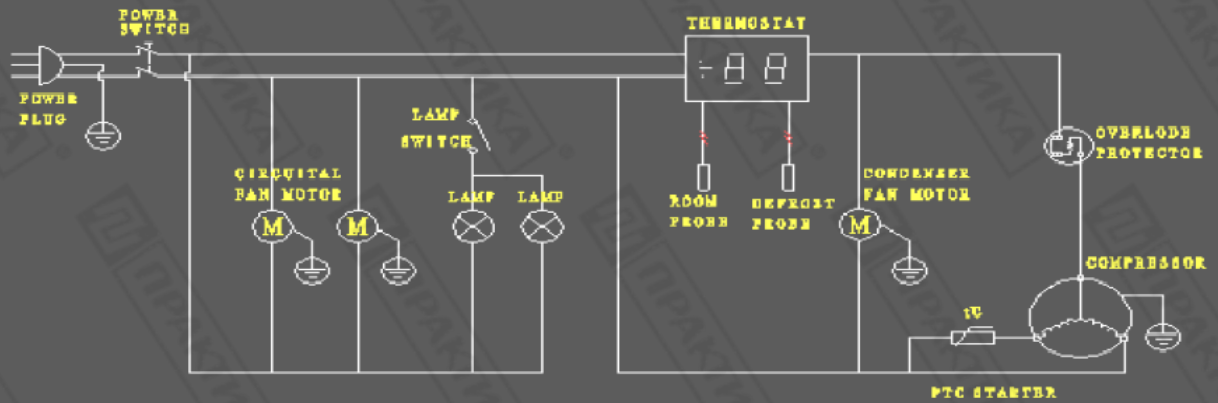 POWER
SWITCH
THERMOSTAT
POWER
PLUG
LAMP
SWITCH
OVERLODE
PROTECTOR
CIRCUITAL
FAN MOTOR
CONDENSER
FAN MOTOR
LAMP
LAMP
ROOM
PROBE
DEFROST
PROBE
M
M
M
COMPRESSOR
PTC STARTER
ПРАКТИКА